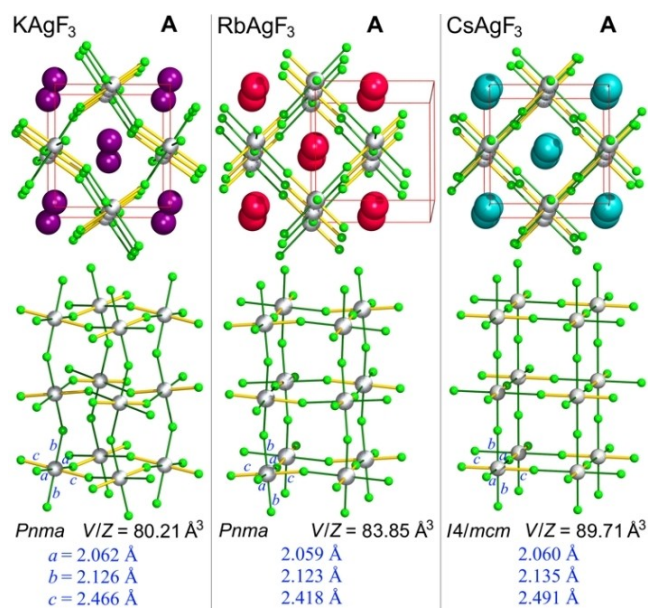 KAgF₃ A
RbAgF₃ A
CsAgF₃ A
b
c a c
a
b
b
c a
a c
b
b
c a c
a
b
Pnma V/Z = 80.21 Å³
a = 2.062 Å
b = 2.126 Å
c = 2.466 Å
Pnma V/Z = 83.85 Å³
2.059 Å
2.123 Å
2.418 Å
I4/mcm V/Z = 89.71 Å³
2.060 Å
2.135 Å
2.491 Å